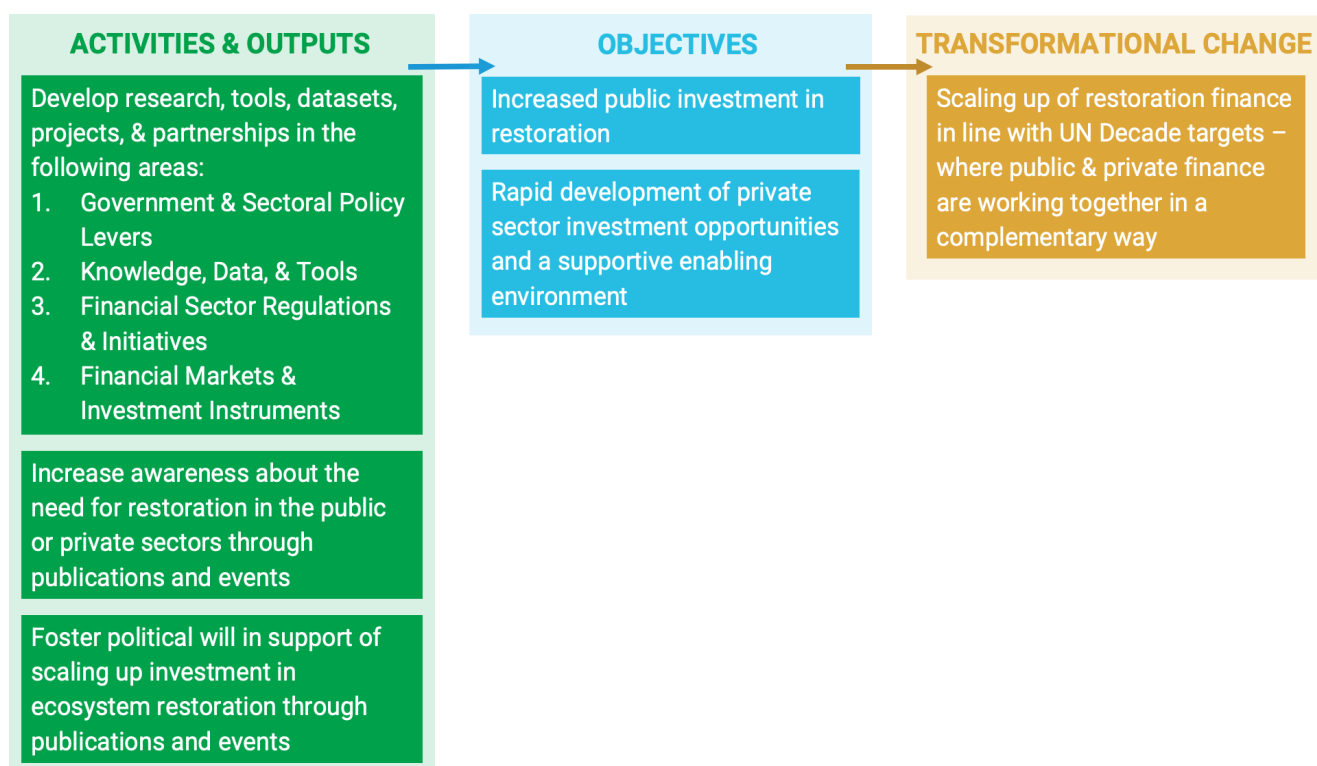 ACTIVITIES & OUTPUTS
Develop research, tools, datasets,
projects, & partnerships in the
following areas:
1. Government & Sectoral Policy
Levers
2. Knowledge, Data, & Tools
3. Financial Sector Regulations
& Initiatives
4. Financial Markets &
Investment Instruments
Increase awareness about the
need for restoration in the public
or private sectors through
publications and events
Foster political will in support of
scaling up investment in
ecosystem restoration through
publications and events
OBJECTIVES
Increased public investment in
restoration
Rapid development of private
sector investment opportunities
and a supportive enabling
environment
TRANSFORMATIONAL CHANGE
Scaling up of restoration finance
in line with UN Decade targets –
where public & private finance
are working together in a
complementary way